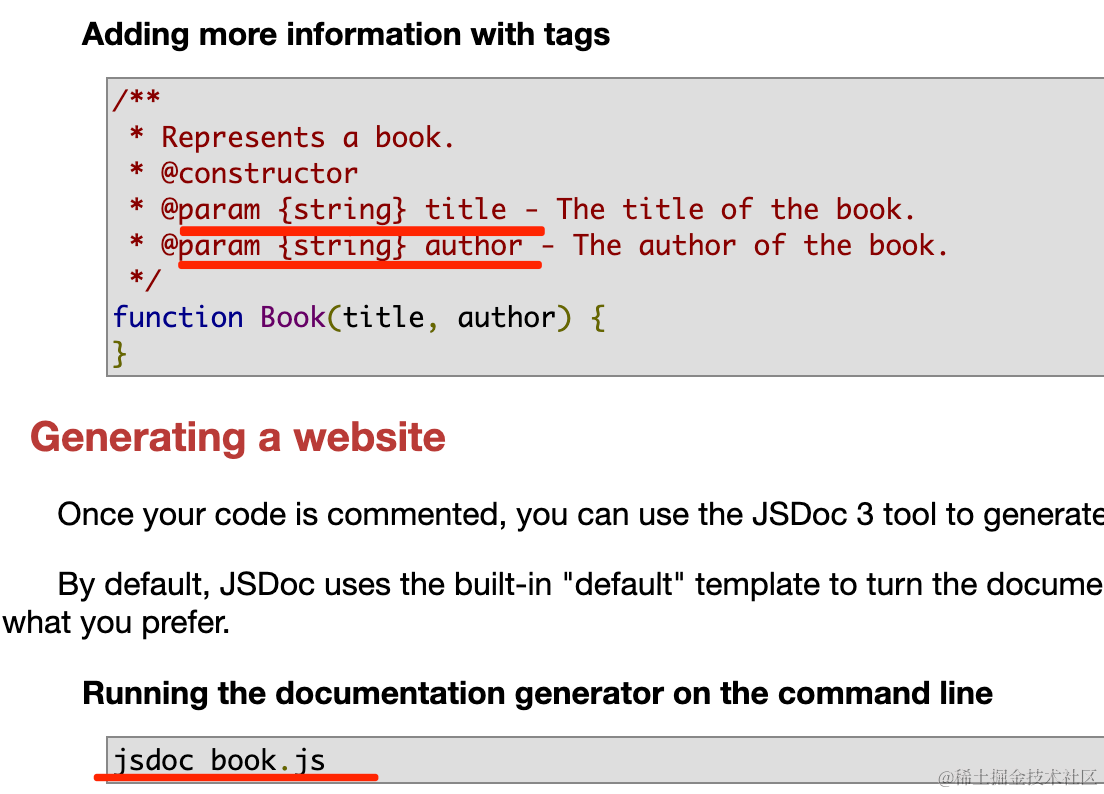 Adding more information with tags
/**
 * Represents a book.
 * @constructor
 * @param {string} title - The title of the book.
 * @param {string} author - The author of the book.
 */
function Book(title, author) {
}
Generating a website
Once your code is commented, you can use the JSDoc 3 tool to generate
By default, JSDoc uses the built-in "default" template to turn the docume
what you prefer.
Running the documentation generator on the command line
jsdoc book.js
@稀土掘金技术社区